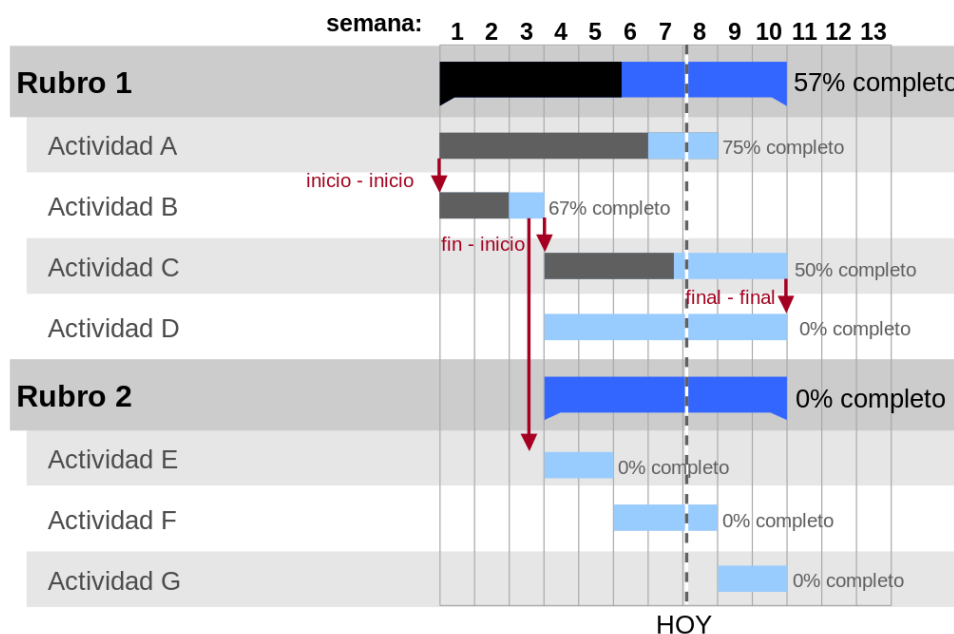 semana: 1 2 3 4 5 6 7 8 9 10 11 12 13
Rubro 1 57% completo
Actividad A 75% completo
inicio - inicio
Actividad B 67% completo
fin - inicio
Actividad C 50% completo
final - final
Actividad D 0% completo
Rubro 2 0% completo
Actividad E 0% completo
Actividad F 0% completo
Actividad G 0% completo
HOY